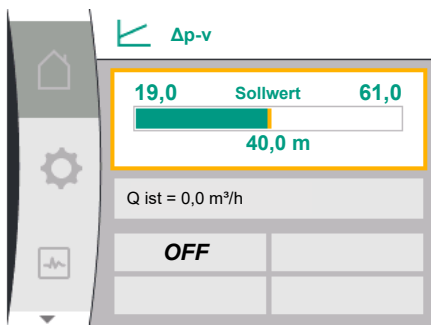 Δp-v
19,0 Sollwert 61,0
40,0 m
Q ist = 0,0 m³/h
OFF